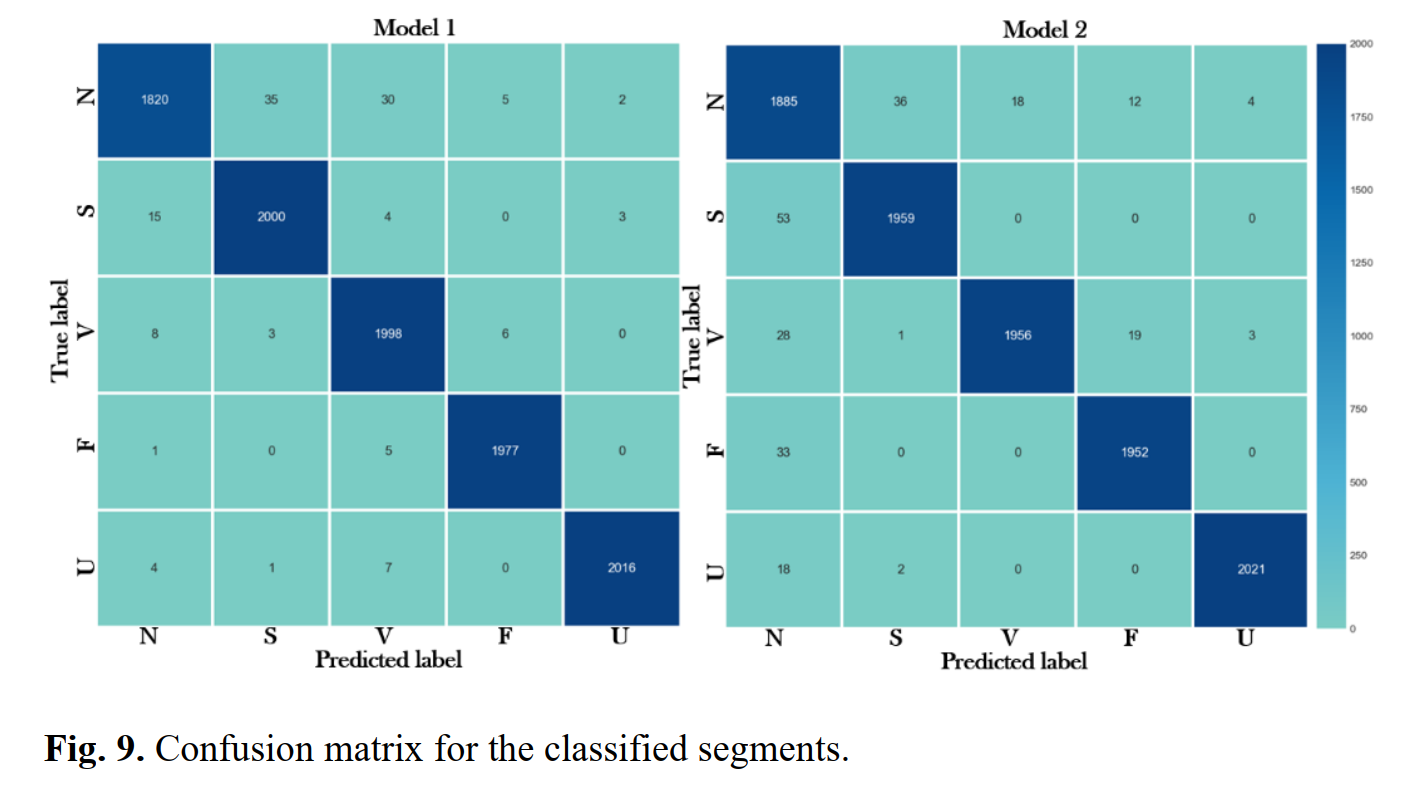 Model 1
N 1820 35 30 5 2
S 15 2000 4 0 3
V 8 3 1998 6 0
F 1 0 5 1977 0
U 4 1 7 0 2016
True label
N S V F U
Predicted label
Model 2
N 1885 36 18 12 4
S 53 1959 0 0 0
V 28 1 1956 19 3
F 33 0 0 1952 0
U 18 2 0 0 2021
True label
N S V F U
Predicted label
2000
1750
1500
1250
1000
750
500
250
0
Fig. 9. Confusion matrix for the classified segments.